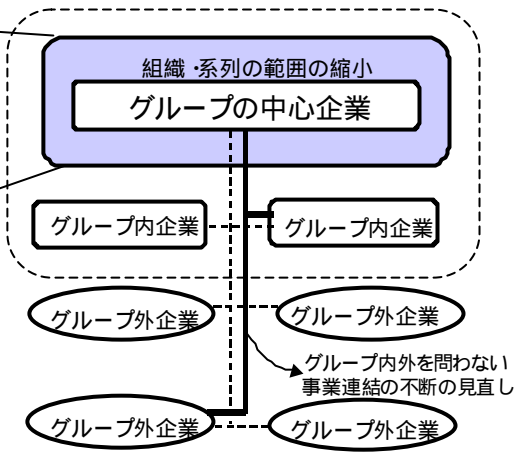 組織・系列の範囲の縮小
グループの中心企業
グループ内企業
グループ内企業
グループ外企業
グループ外企業
グループ内外を問わない
事業連結の不断の見直し
グループ外企業
グループ外企業